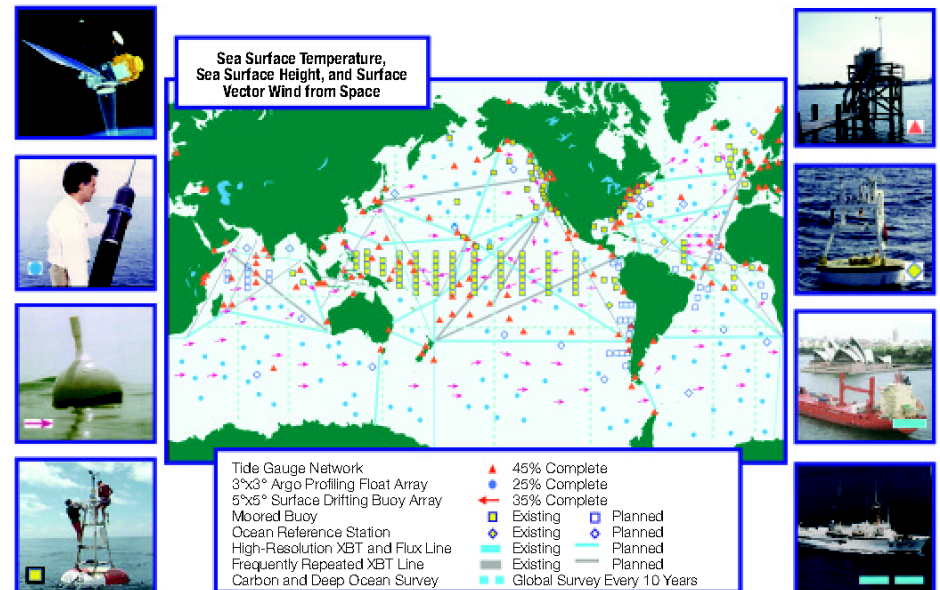 Sea Surface Temperature,
Sea Surface Height, and Surface
Vector Wind from Space
Tide Gauge Network 45% Complete
3°x3° Argo Profiling Float Array 25% Complete
5°x5° Surface Drifting Buoy Array 35% Complete
Moored Buoy Existing Planned
Ocean Reference Station Existing Planned
High-Resolution XBT and Flux Line Existing Planned
Frequently Repeated XBT Line Existing Planned
Carbon and Deep Ocean Survey Global Survey Every 10 Years